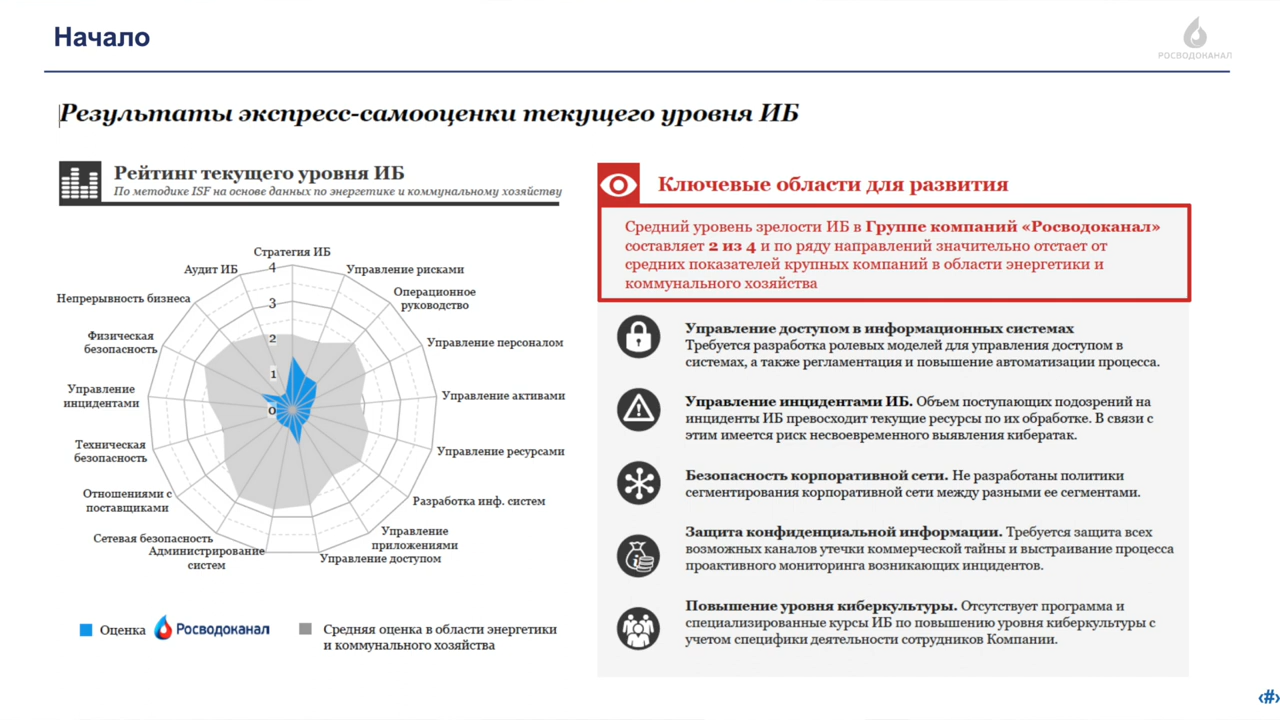 Начало
РОСВОДОКАНАЛ
Результаты экспресс-самооценки текущего уровня ИБ
Рейтинг текущего уровня ИБ
По методике ISF на основе данных по энергетике и коммунальному хозяйству
Стратегия ИБ
Управление рисками
Операционное
руководство
Управление персоналом
Управление активами
Управление ресурсами
Разработка инф. систем
Управление
приложениями
Управление доступом
Администрирование
систем
Сетевая безопасность
Отношениями с
поставщиками
Техническая
безопасность
Управление
инцидентами
Физическая
безопасность
Непрерывность бизнеса
Аудит ИБ
4
3
2
1
0
Оценка Росводоканал
Средняя оценка в области энергетики
и коммунального хозяйства
Ключевые области для развития
Средний уровень зрелости ИБ в Группе компаний «Росводоканал»
составляет 2 из 4 и по ряду направлений значительно отстает от
средних показателей крупных компаний в области энергетики и
коммунального хозяйства
Управление доступом в информационных системах
Требуется разработка ролевых моделей для управления доступом в
системах, а также регламентация и повышение автоматизации процесса.
Управление инцидентами ИБ. Объем поступающих подозрений на
инциденты ИБ превосходит текущие ресурсы по их обработке. В связи с
этим имеется риск несвоевременного выявления кибератак.
Безопасность корпоративной сети. Не разработаны политики
сегментирования корпоративной сети между разными ее сегментами.
Защита конфиденциальной информации. Требуется защита всех
возможных каналов утечки коммерческой тайны и выстраивание процесса
проактивного мониторинга возникающих инцидентов.
Повышение уровня киберкультуры. Отсутствует программа и
специализированные курсы ИБ по повышению уровня киберкультуры с
учетом специфики деятельности сотрудников Компании.
‹#›